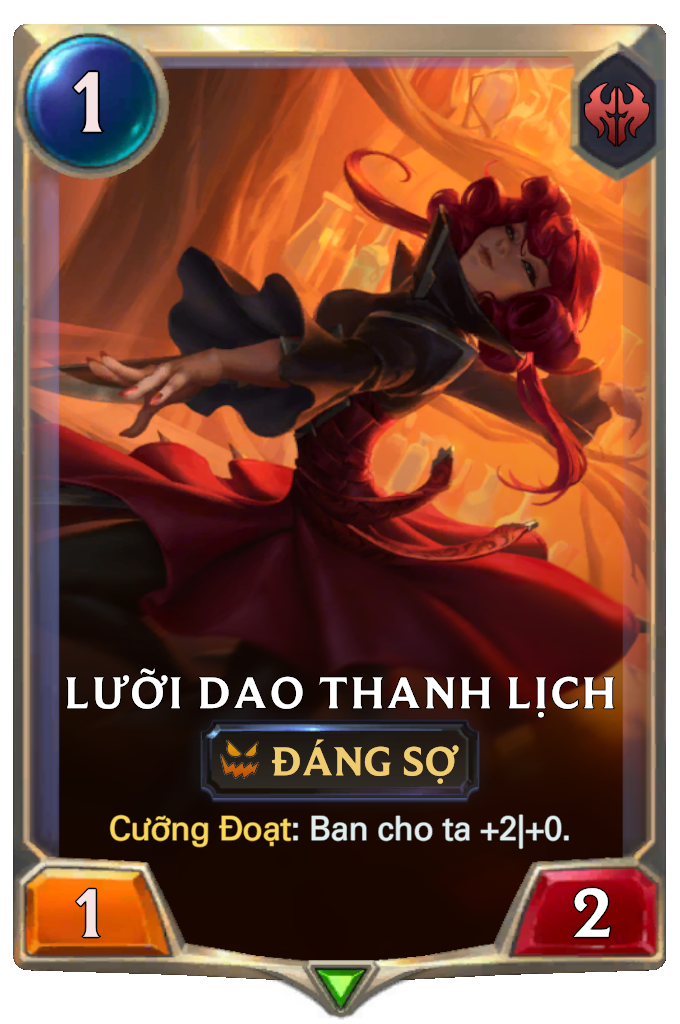 1
LƯỠI DAO THANH LỊCH
ĐÁNG SỢ
Cưỡng Đoạt: Ban cho ta +2|+0.
1 2